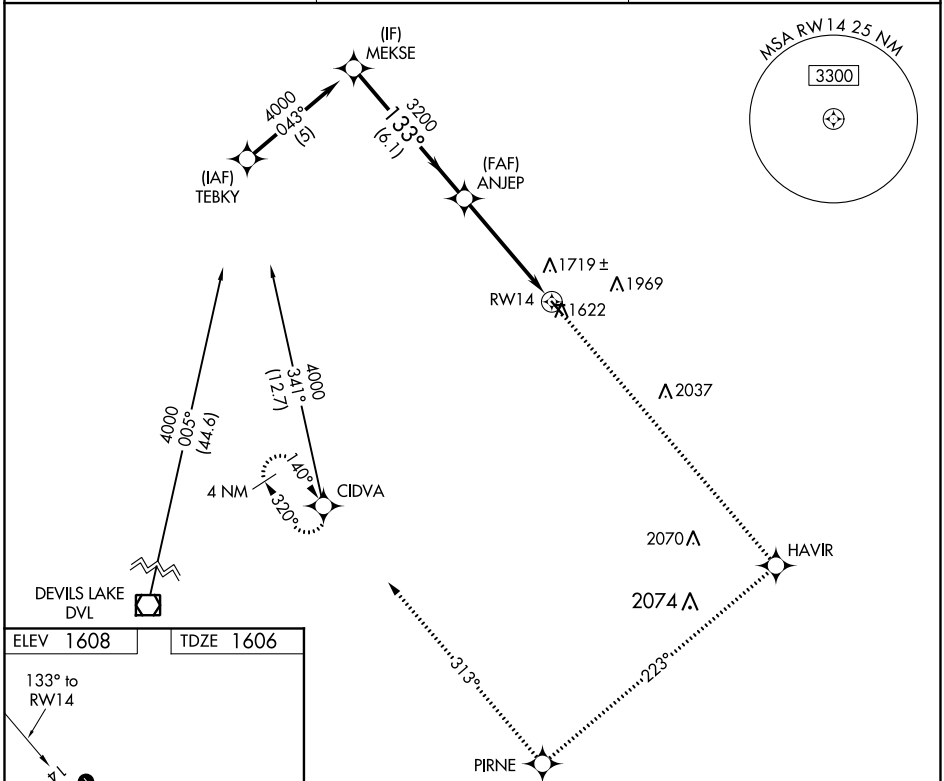 (IF)
MEKSE
MSA RW14 25 NM
3300
4000
043°
(5)
3200
133°
(6.1)
(IAF)
TEBKY
(FAF)
ANJEP
1719 ±
1969
RW14
1622
2037
4000
005°
(44.6)
4000
341°
(12.7)
4 NM
140°
320°
CIDVA
2070
HAVIR
2074
DEVILS LAKE
DVL
313°
223°
PIRNE
ELEV 1608
TDZE 1606
133° to
RW14
14